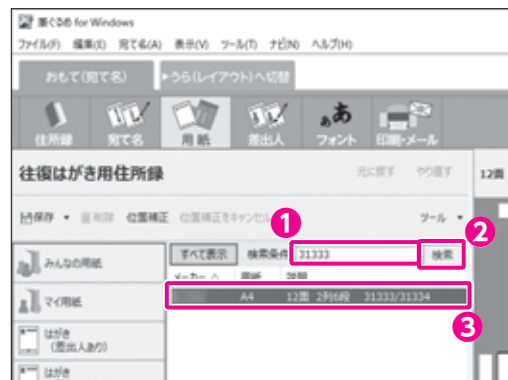 筆ぐるめ for Windows
ファイル(F) 編集(E) 宛て名(A) 表示(V) ツール(T) ナビ(N) ヘルプ(H)
おもて(宛て名) ▶うら(レイアウト)へ切替
住所録 宛て名 用紙 差出人 フォント 印刷・メール
往復はがき用住所録 元に戻す やり直す 12面
保存 削除 位置補正 位置補正をキャンセル ツール
1 2
すべて表示 検索条件 31333 検索
みんなの用紙
メーカー 用紙 説明
A4 12面 2列6段 31333/31334
3
マイ用紙
はがき
(差出人あり)
はがき